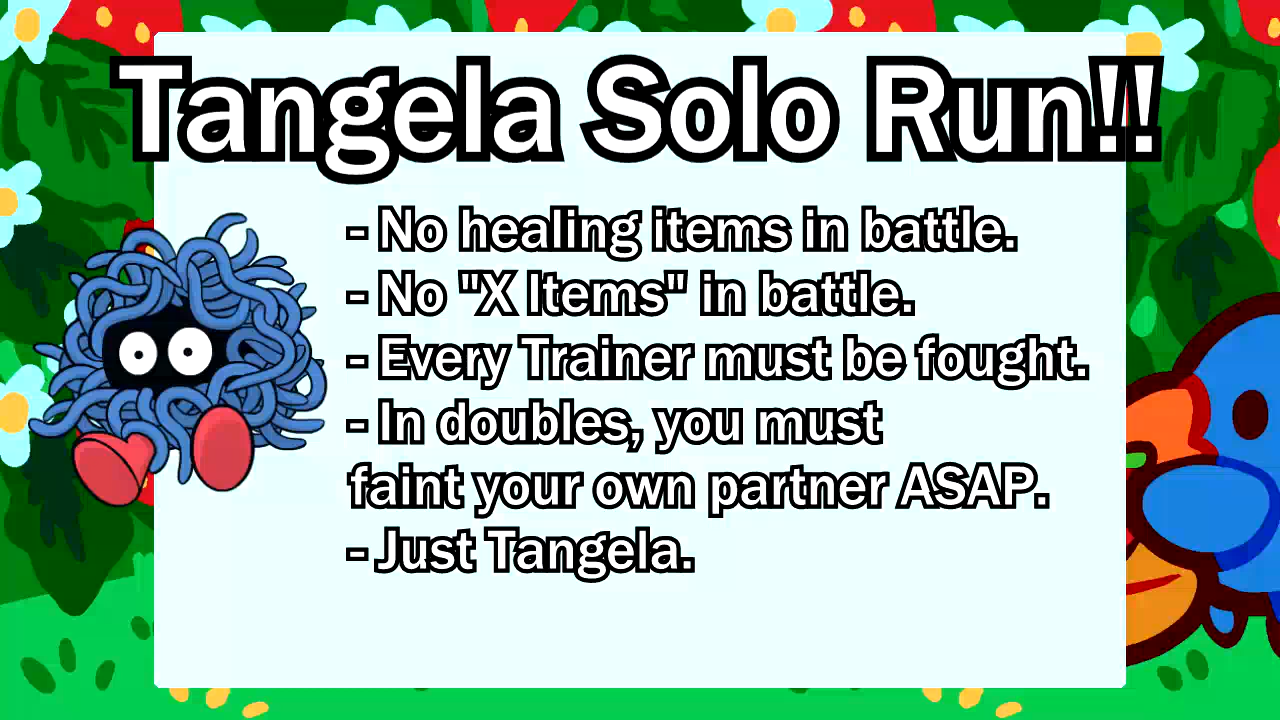 Tangela Solo Run!!
- No healing items in battle.
- No "X Items" in battle.
- Every Trainer must be fought.
- In doubles, you must
faint your own partner ASAP.
- Just Tangela.